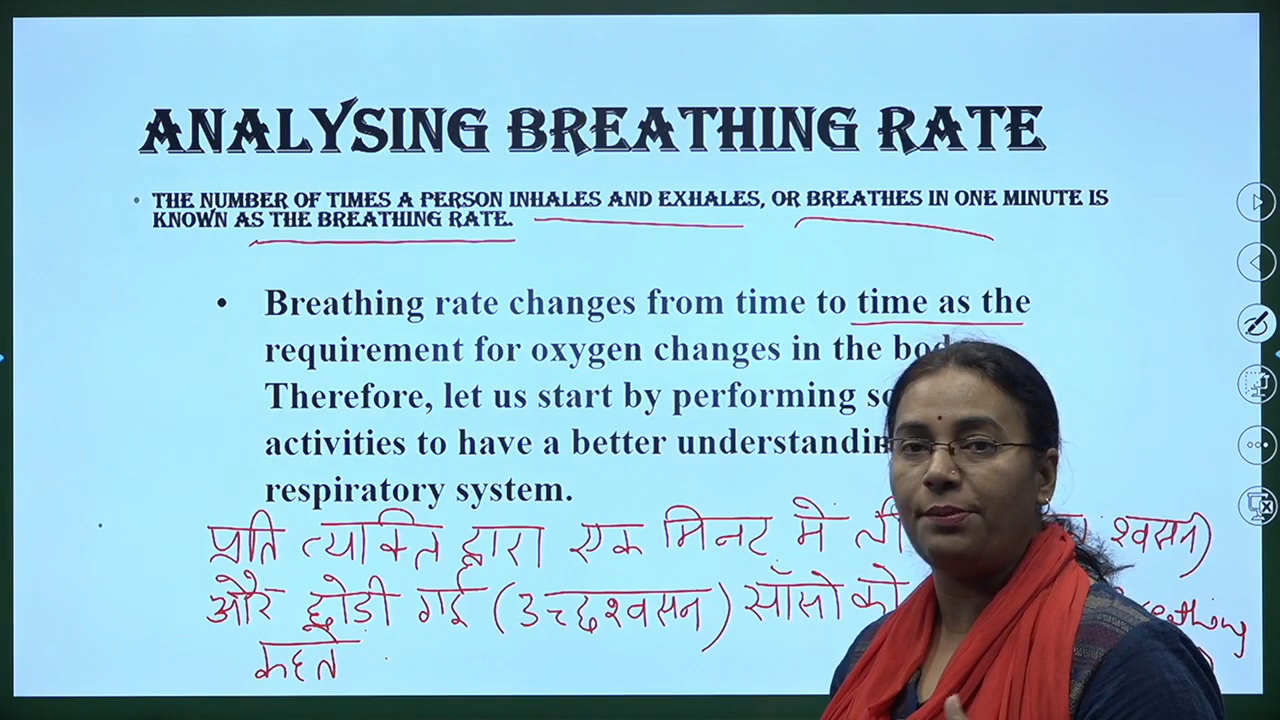 ANALYSING BREATHING RATE
• THE NUMBER OF TIMES A PERSON INHALES AND EXHALES, OR BREATHES IN ONE MINUTE IS
KNOWN AS THE BREATHING RATE.
• Breathing rate changes from time to time as the
requirement for oxygen changes in the
Therefore, let us start by performing
activities to have a better
respiratory system.
प्रति व्यक्ति द्वारा एक मिनट मे श्वसन)
और छोडी गई (उच्छश्वसन) साँसो को
कहते